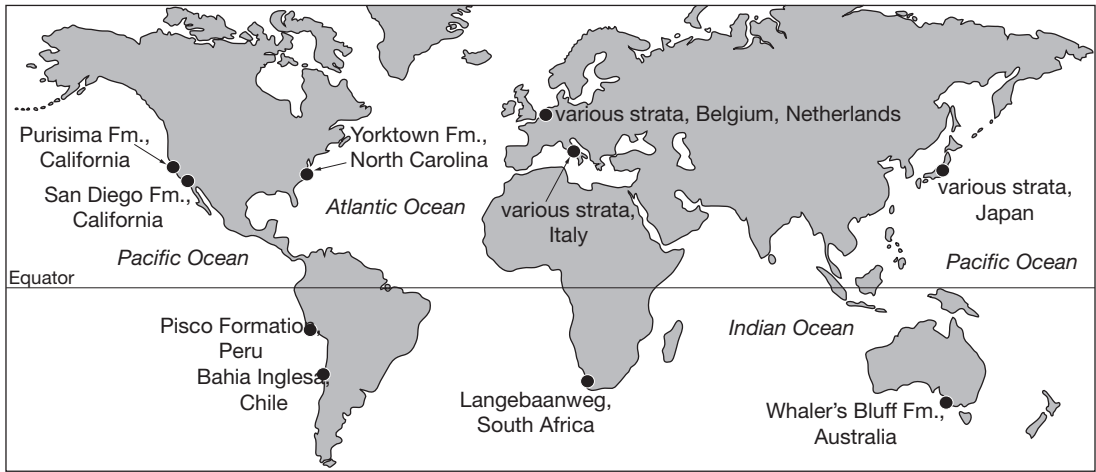 various strata, Belgium, Netherlands
Purisima Fm.,
California
Yorktown Fm.,
North Carolina
San Diego Fm.,
California
Atlantic Ocean
various strata,
Italy
various strata,
Japan
Pacific Ocean
Pacific Ocean
Equator
Pisco Formation,
Peru
Indian Ocean
Bahia Inglesa,
Chile
Langebaanweg,
South Africa
Whaler's Bluff Fm.,
Australia